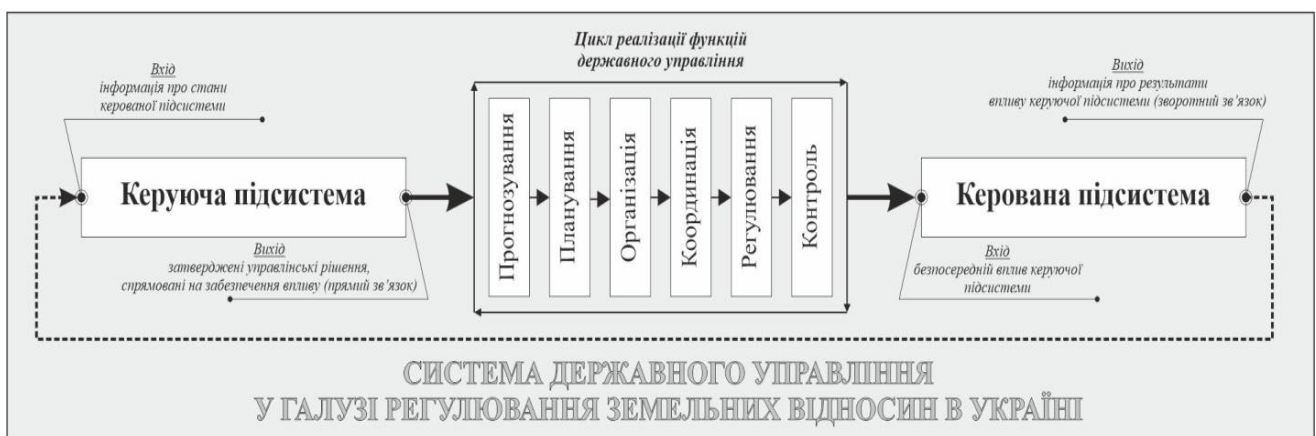 Цикл реалізації функцій
державного управління
Вхід
інформація про стани
керованої підсистеми
Керуюча підсистема
Вихід
затверджені управлінські рішення,
спрямовані на забезпечення впливу (прямий зв’язок)
Прогнозування
Планування
Організація
Координація
Регулювання
Контроль
Вихід
інформація про результати
впливу керуючої підсистеми (зворотний зв’язок)
Керована підсистема
Вхід
безпосередній вплив керуючої
підсистеми
СИСТЕМА ДЕРЖАВНОГО УПРАВЛІННЯ
У ГАЛУЗІ РЕГУЛЮВАННЯ ЗЕМЕЛЬНИХ ВІДНОСИН В УКРАЇНІ